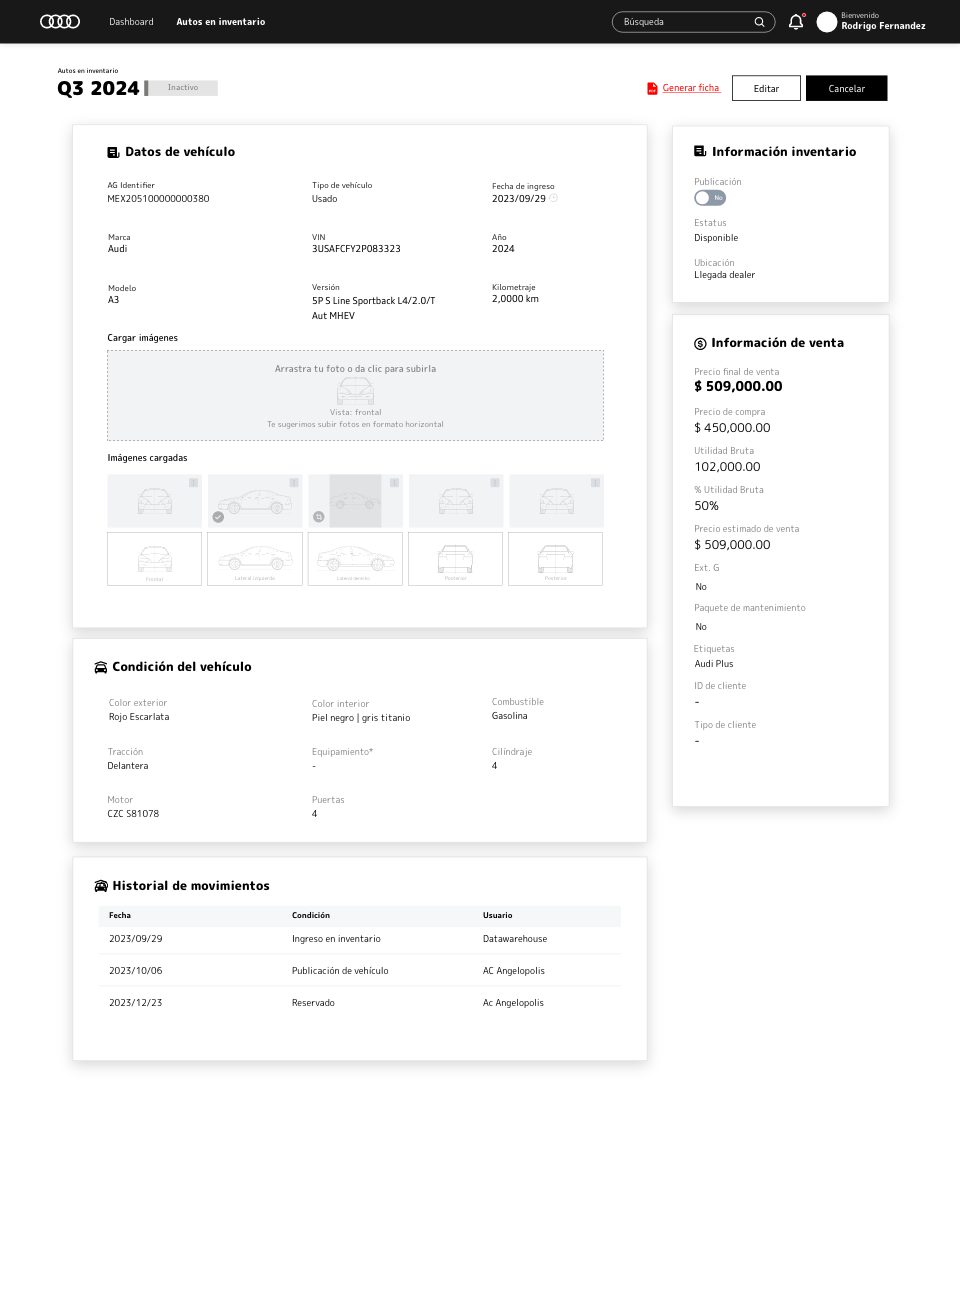 Dashboard
Autos en inventario
Búsqueda
Bienvenido
Rodrigo Fernandez
Autos en inventario
Q3 2024
Inactivo
Generar ficha
Editar
Cancelar
Datos de vehículo
AG Identifier
MEX205100000000380
Tipo de vehículo
Usado
Fecha de ingreso
2023/09/29
Marca
Audi
VIN
3USAFCFY2P083323
Año
2024
Modelo
A3
Versión
5P S Line Sportback L4/2.0/T
Aut MHEV
Kilometraje
2,0000 km
Cargar imágenes
Arrastra tu foto o da clic para subirla
Vista: frontal
Te sugerimos subir fotos en formato horizontal
Imágenes cargadas
Frontal
Lateral izquierdo
Lateral derecho
Posterior
Posterior
Condición del vehículo
Color exterior
Rojo Escarlata
Color interior
Piel negro | gris titanio
Combustible
Gasolina
Tracción
Delantera
Equipamiento*
-
Cilíndraje
4
Motor
CZC S81078
Puertas
4
Historial de movimientos
Fecha Condición Usuario
2023/09/29 Ingreso en inventario Datawarehouse
2023/10/06 Publicación de vehículo AC Angelopolis
2023/12/23 Reservado Ac Angelopolis
Información inventario
Publicación
No
Estatus
Disponible
Ubicación
Llegada dealer
Información de venta
Precio final de venta
$ 509,000.00
Precio de compra
$ 450,000.00
Utilidad Bruta
102,000.00
% Utilidad Bruta
50%
Precio estimado de venta
$ 509,000.00
Ext. G
No
Paquete de mantenimiento
No
Etiquetas
Audi Plus
ID de cliente
-
Tipo de cliente
-